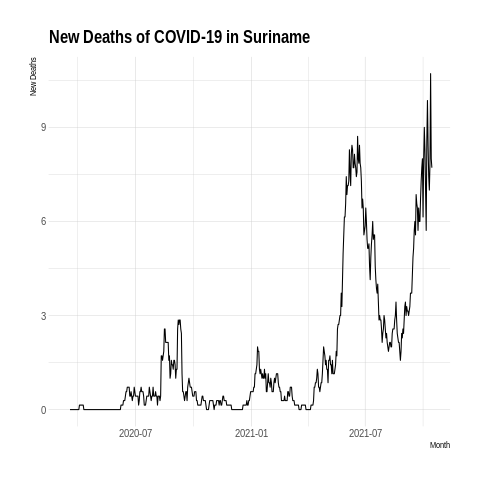 New Deaths of COVID-19 in Suriname
New Deaths
9
6
3
0
2020-07
2021-01
2021-07
Month